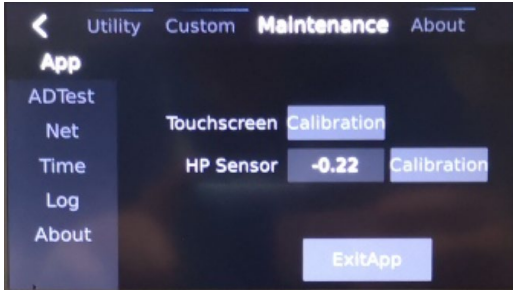 Utility Custom Maintenance About
App
ADTest
Net
Time
Log
About
Touchscreen Calibration
HP Sensor -0.22 Calibration
ExitApp